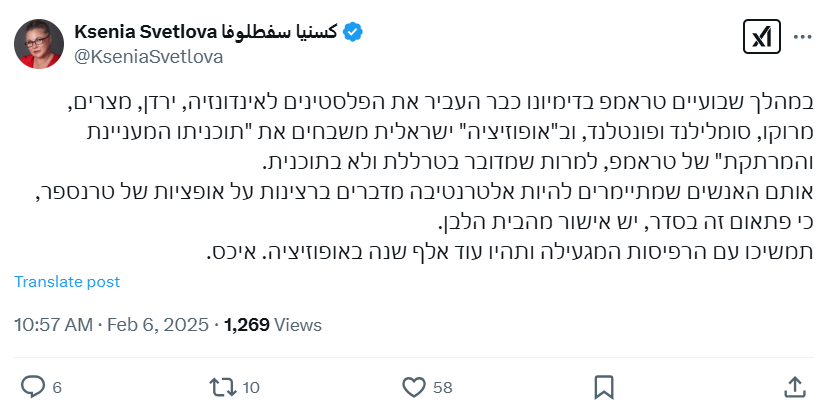 Ksenia Svetlova כסניה ספטלובה
@KseniaSvetlova
במהלך שבועיים טראמפ בדימיונו כבר העביר את הפלסטינים לאינדונזיה, ירדן, מצרים,
מרוקו, סומלילנד ופונטלנד, וב"אופוזיציה" ישראלית משבחים את "תוכניתו המעניינת
והמרתקת" של טראמפ, למרות שמדובר בטרללת ולא בתוכנית.
אותם האנשים שמתיימרים להיות אלטרנטיבה מדברים ברצינות על אופציות של טרנספר,
כי פתאום זה בסדר, יש אישור מהבית הלבן.
תמשיכו עם הרפיסות המגעילה ותהיו עוד אלף שנה באופוזיציה. איכס.
Translate post
10:57 AM · Feb 6, 2025 · 1,269 Views
6 10 58